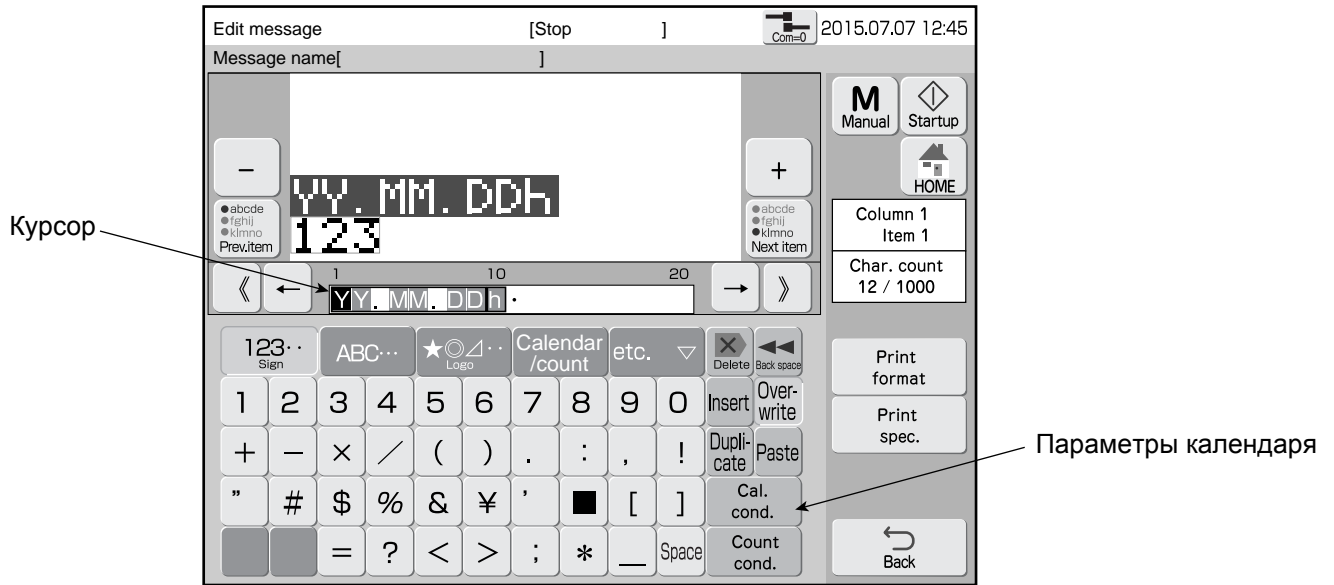 Edit message [Stop ] Com=0 2015.07.07 12:45
Message name[ ]
M
Manual
Startup
HOME
−
+
YY.MM.DDh
123
abcde
fghij
klmno
Prev.item
abcde
fghij
klmno
Next item
Курсор
Column 1
Item 1
Char. count
12 / 1000
1 10 20
《 ← YY.MM.DDh・ → 》
123・・
Sign
ABC…
★◎⊿・・
Logo
Calendar
/count
etc. ▽
Delete
Back space
1 2 3 4 5 6 7 8 9 0 Insert
Over-
write
+ − × ／ ( ) . : , !
Dupli-
cate
Paste
" # $ % & ¥ ' ■ [ ]
Cal.
cond.
= ? < > ; * _ Space
Count
cond.
Print
format
Print
spec.
Параметры календаря
Back